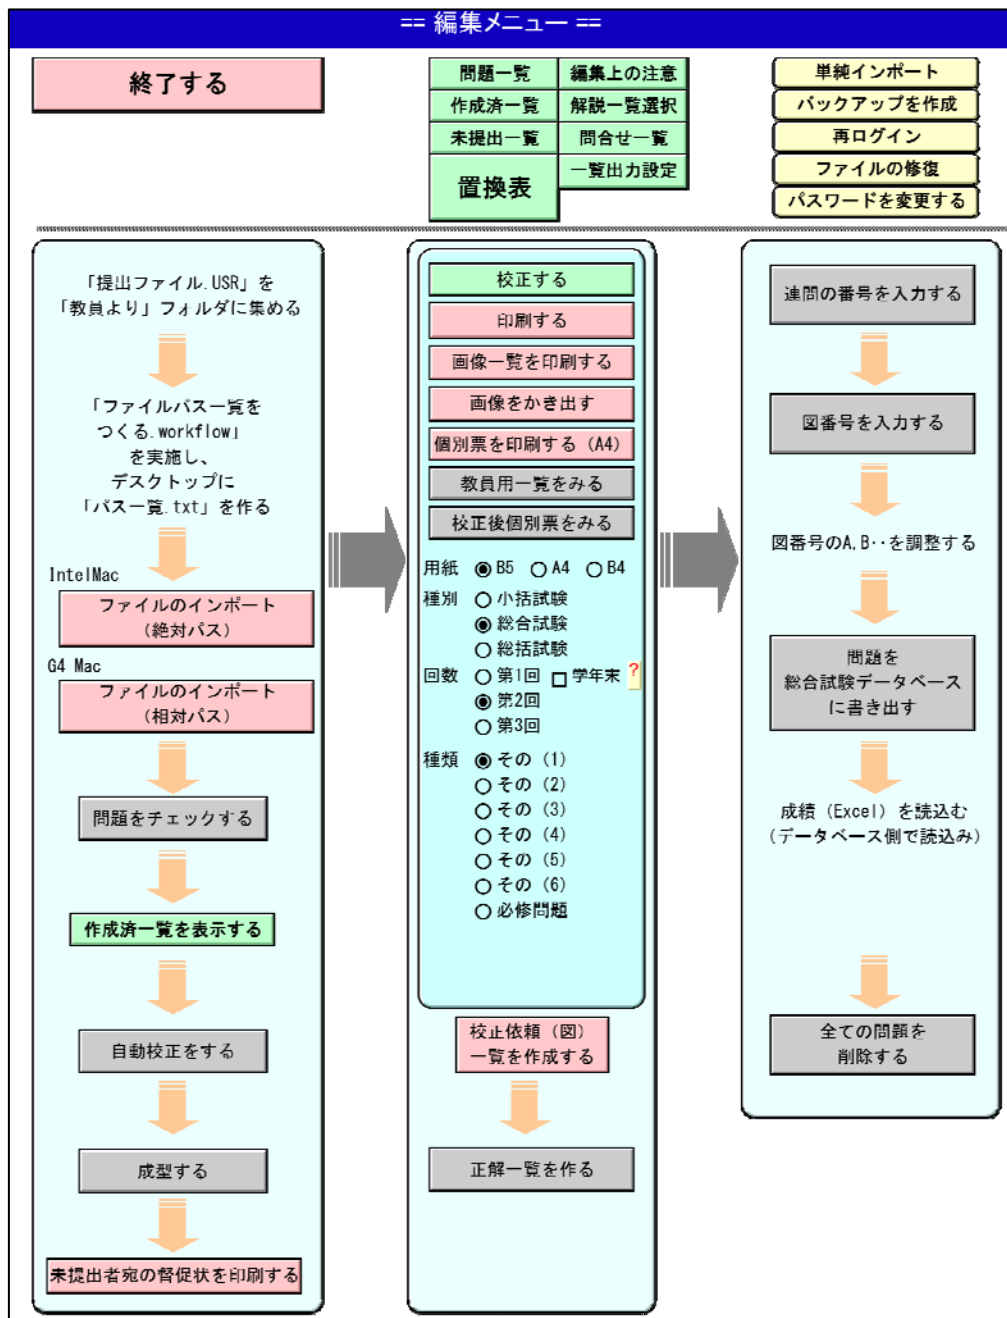 == 編集メニュー ==
終了する
問題一覧
編集上の注意
作成済一覧
解説一覧選択
未提出一覧
問合せ一覧
置換表
一覧出力設定
単純インポート
バックアップを作成
再ログイン
ファイルの修復
パスワードを変更する
「提出ファイル.USR」を
「教員より」フォルダに集める
「ファイルパス一覧を
つくる.workflow」
を実施し、
デスクトップに
「パス一覧.txt」を作る
IntelMac
ファイルのインポート
(絶対パス)
G4 Mac
ファイルのインポート
(相対パス)
問題をチェックする
作成済一覧を表示する
自動校正をする
成型する
未提出者宛の督促状を印刷する
校正する
印刷する
画像一覧を印刷する
画像をかき出す
個別票を印刷する (A4)
教員用一覧をみる
校正後個別票をみる
用紙 B5 A4 B4
種別 小括試験
総合試験
総括試験
回数 第1回 学年末 ?
第2回
第3回
種類 その (1)
その (2)
その (3)
その (4)
その (5)
その (6)
必修問題
校正依頼 (図)
一覧を作成する
正解一覧を作る
連問の番号を入力する
図番号を入力する
図番号のA,B‥を調整する
問題を
総合試験データベース
に書き出す
成績 (Excel) を読込む
(データベース側で読込み)
全ての問題を
削除する